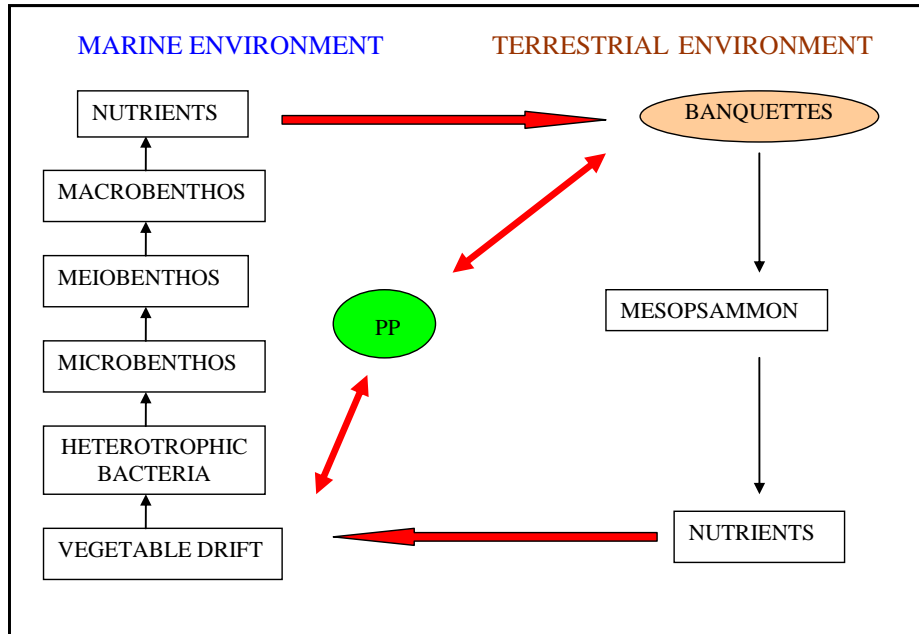 MARINE ENVIRONMENT
TERRESTRIAL ENVIRONMENT
NUTRIENTS
MACROBENTHOS
MEIOBENTHOS
MICROBENTHOS
HETEROTROPHIC
BACTERIA
VEGETABLE DRIFT
PP
BANQUETTES
MESOPSAMMON
NUTRIENTS